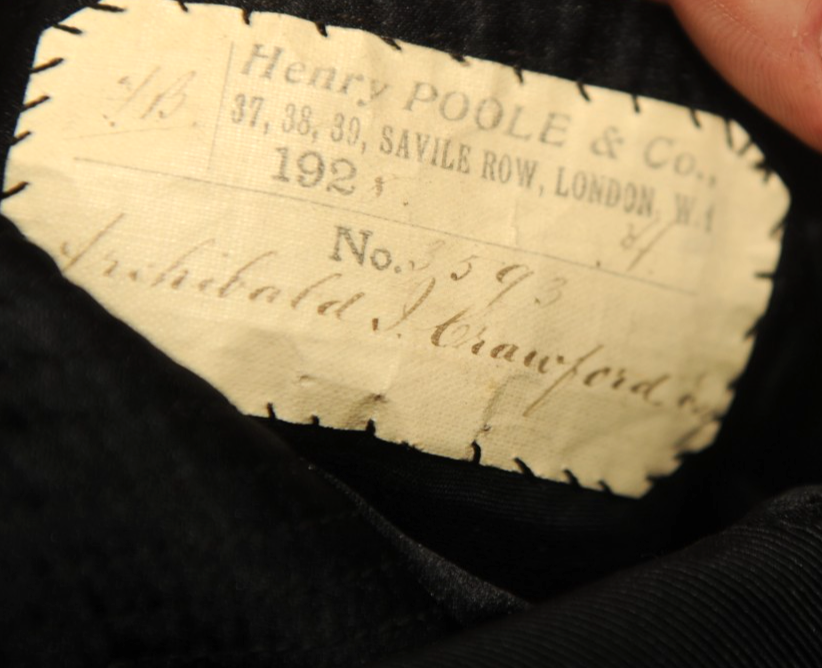 Henry POOLE & Co.,
37, 38, 39, SAVILE ROW, LONDON, W.1
192
No. 3593
Archibald J. Crawford